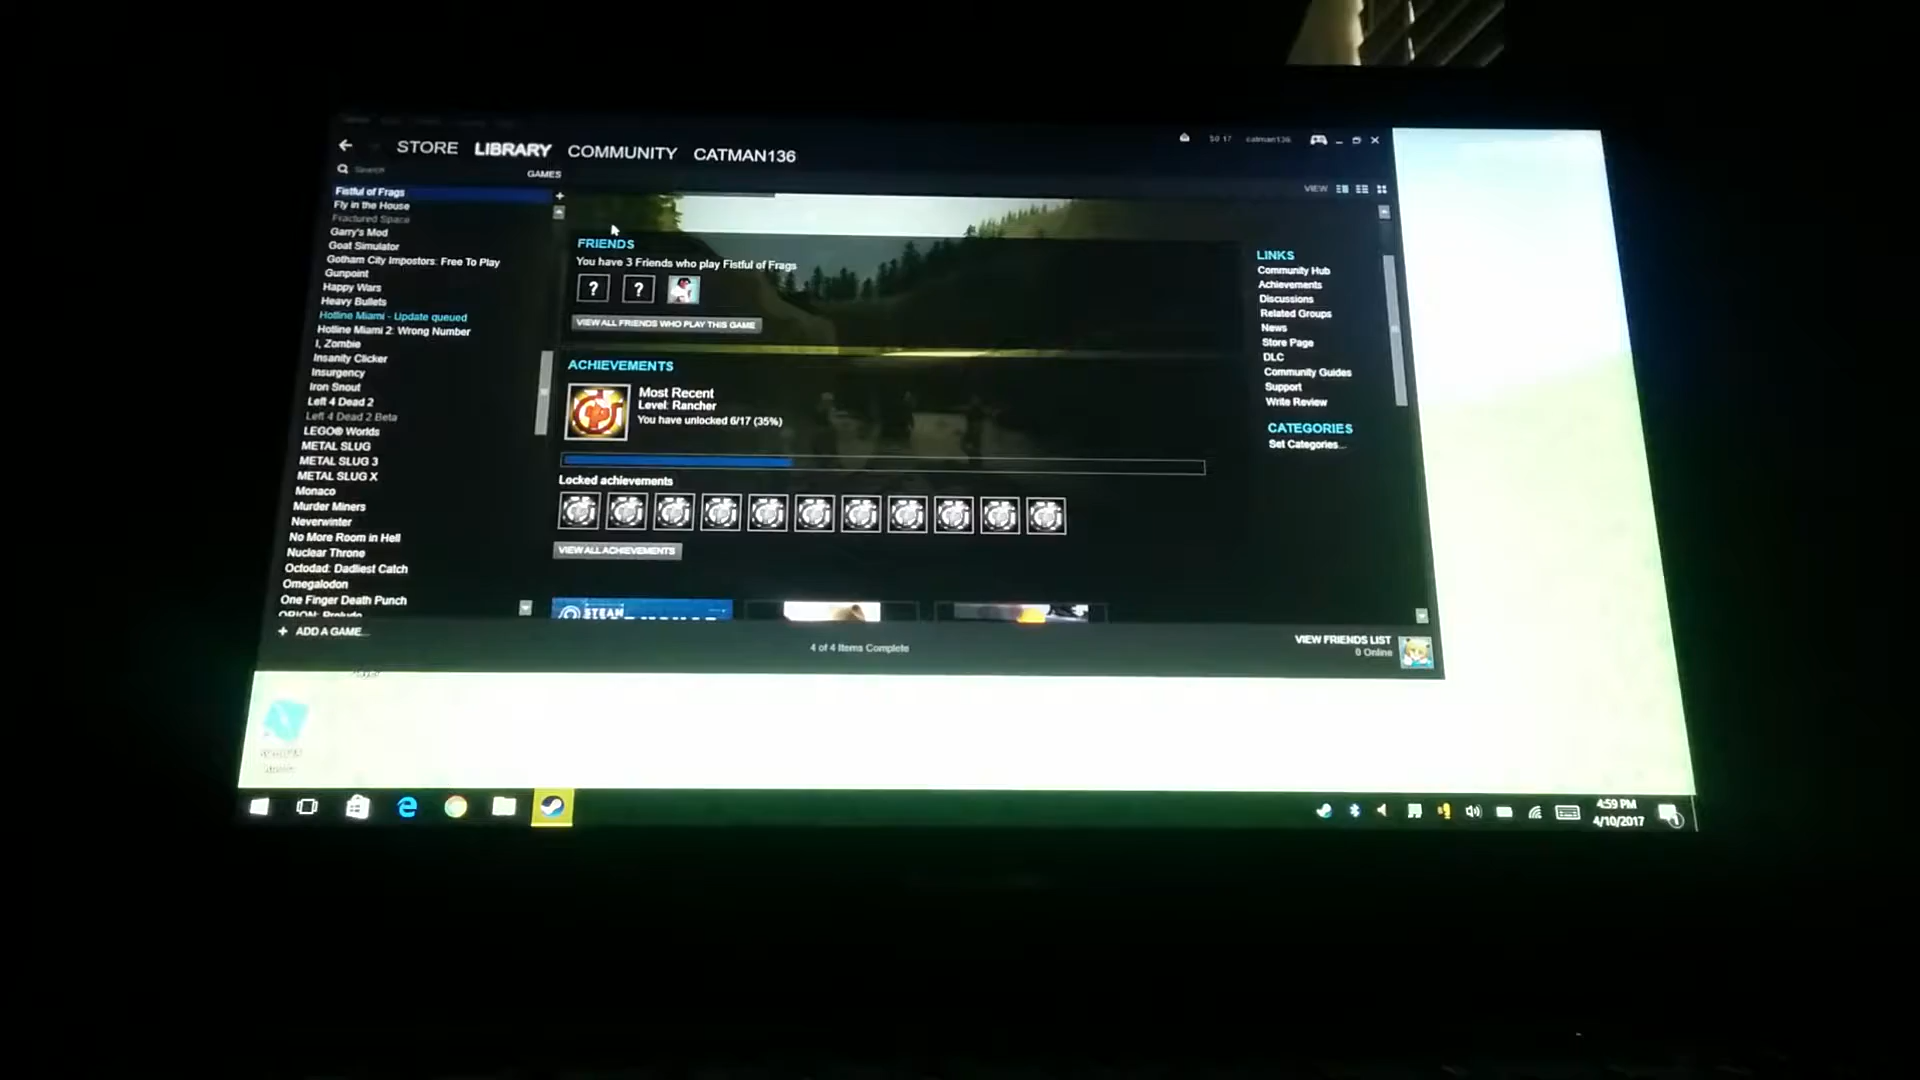 STORE LIBRARY COMMUNITY CATMAN136
catman136
Search
GAMES
VIEW
Fistful of Frags
Fly in the House
Fractured Space
Garry's Mod
Goat Simulator
Gotham City Impostors: Free To Play
Gunpoint
Happy Wars
Heavy Bullets
Hotline Miami - Update queued
Hotline Miami 2: Wrong Number
I, Zombie
Insanity Clicker
Insurgency
Iron Snout
Left 4 Dead 2
Left 4 Dead 2 Beta
LEGO® Worlds
METAL SLUG
METAL SLUG 3
METAL SLUG X
Monaco
Murder Miners
Neverwinter
No More Room in Hell
Nuclear Throne
Octodad: Dadliest Catch
Omegalodon
One Finger Death Punch
ORION: Prelude
+ ADD A GAME...
FRIENDS
You have 3 Friends who play Fistful of Frags
? ?
VIEW ALL FRIENDS WHO PLAY THIS GAME
ACHIEVEMENTS
Most Recent
Level: Rancher
You have unlocked 6/17 (35%)
Locked achievements
VIEW ALL ACHIEVEMENTS
STEAM
LINKS
Community Hub
Achievements
Discussions
Related Groups
News
Store Page
DLC
Community Guides
Support
Write Review
CATEGORIES
Set Categories...
4 of 4 Items Complete
VIEW FRIENDS LIST
0 Online
Player
4:59 PM
4/10/2017